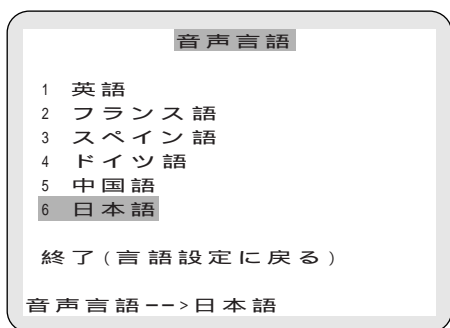 音声言語
1 英語
2 フランス語
3 スペイン語
4 ドイツ語
5 中国語
6 日本語
終了(言語設定に戻る)
音声言語-->日本語